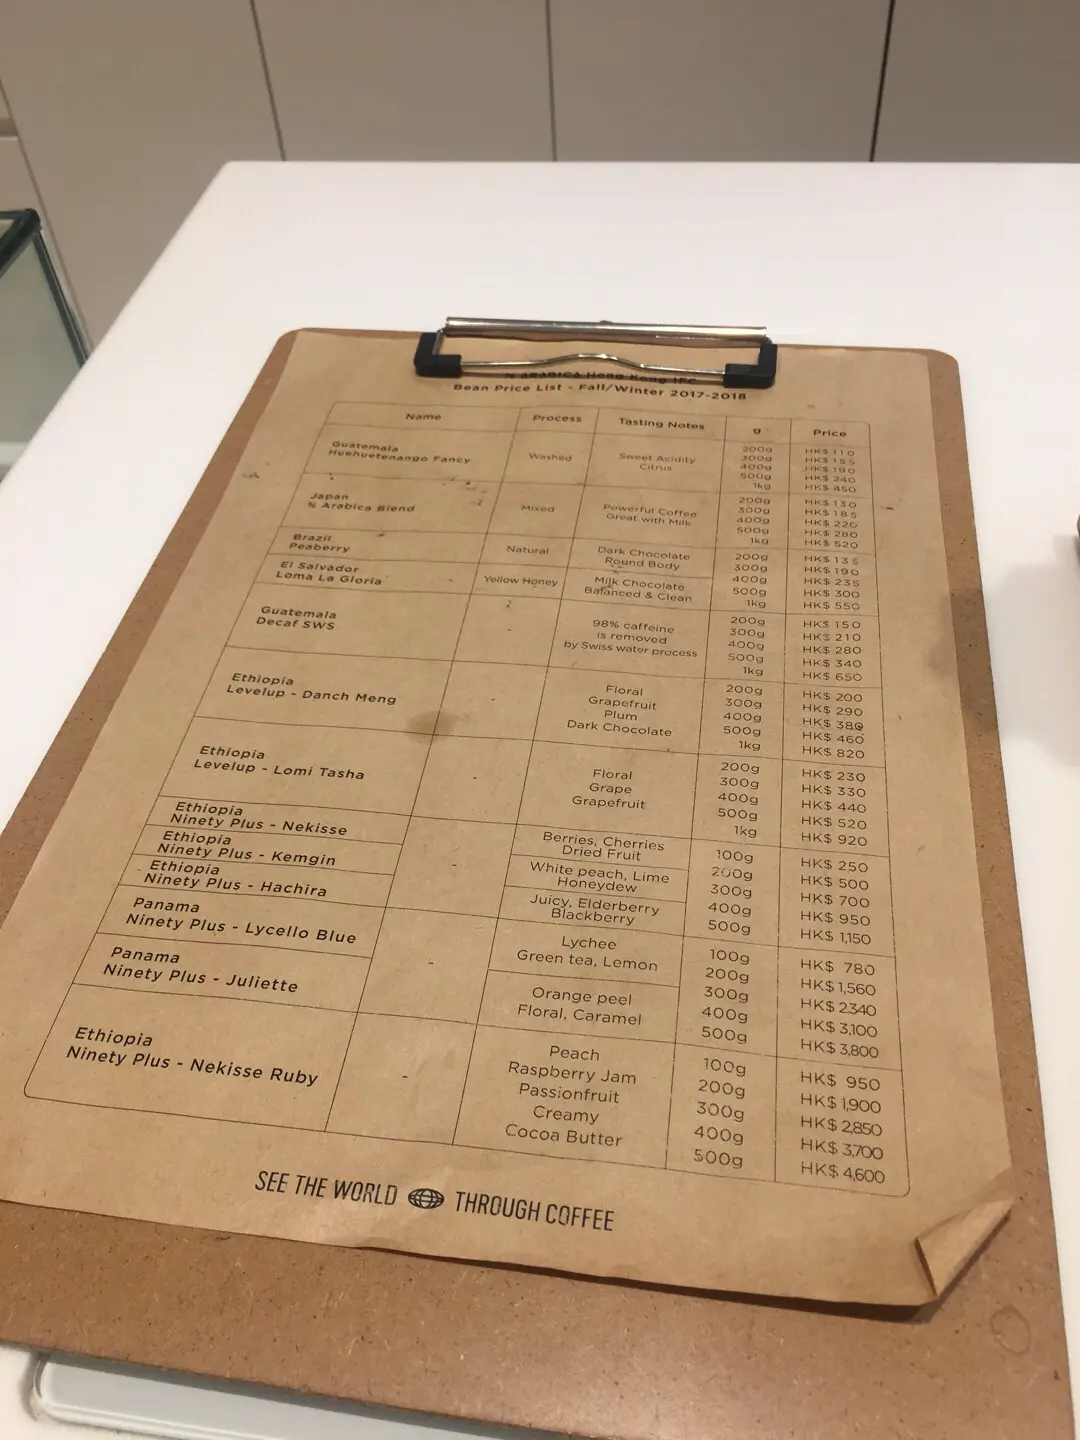 % ARABICA Hong Kong IFC
Bean Price List - Fall/Winter 2017-2018
Name Process Tasting Notes g Price
Guatemala
Huehuetenango Fancy
Washed
Sweet Acidity
Citrus
200g HK$ 110
300g HK$ 155
400g HK$ 190
500g HK$ 240
1kg HK$ 450
Japan
% Arabica Blend
Mixed
Powerful Coffee
Great with Milk
200g HK$ 130
300g HK$ 185
400g HK$ 220
500g HK$ 280
1kg HK$ 520
Brazil
Peaberry
Natural
Dark Chocolate
Round Body
El Salvador
Loma La Gloria
Yellow Honey
Milk Chocolate
Balanced & Clean
200g HK$ 135
300g HK$ 190
400g HK$ 235
500g HK$ 300
1kg HK$ 550
Guatemala
Decaf SWS
-
98% caffeine
is removed
by Swiss water process
200g HK$ 150
300g HK$ 210
400g HK$ 280
500g HK$ 340
1kg HK$ 650
Ethiopia
Levelup - Danch Meng
-
Floral
Grapefruit
Plum
Dark Chocolate
200g HK$ 200
300g HK$ 290
400g HK$ 380
500g HK$ 460
1kg HK$ 820
Ethiopia
Levelup - Lomi Tasha
-
Floral
Grape
Grapefruit
200g HK$ 230
300g HK$ 330
400g HK$ 440
500g HK$ 520
1kg HK$ 920
Ethiopia
Ninety Plus - Nekisse
Berries, Cherries
Dried Fruit
Ethiopia
Ninety Plus - Kemgin
-
White peach, Lime
Honeydew
Ethiopia
Ninety Plus - Hachira
Juicy, Elderberry
Blackberry
100g HK$ 250
200g HK$ 500
300g HK$ 700
400g HK$ 950
500g HK$ 1,150
Panama
Ninety Plus - Lycello Blue
Lychee
Green tea, Lemon
Panama
Ninety Plus - Juliette
-
Orange peel
Floral, Caramel
100g HK$ 780
200g HK$ 1,560
300g HK$ 2,340
400g HK$ 3,100
500g HK$ 3,800
Ethiopia
Ninety Plus - Nekisse Ruby
-
Peach
Raspberry Jam
Passionfruit
Creamy
Cocoa Butter
100g HK$ 950
200g HK$ 1,900
300g HK$ 2,850
400g HK$ 3,700
500g HK$ 4,600
SEE THE WORLD THROUGH COFFEE